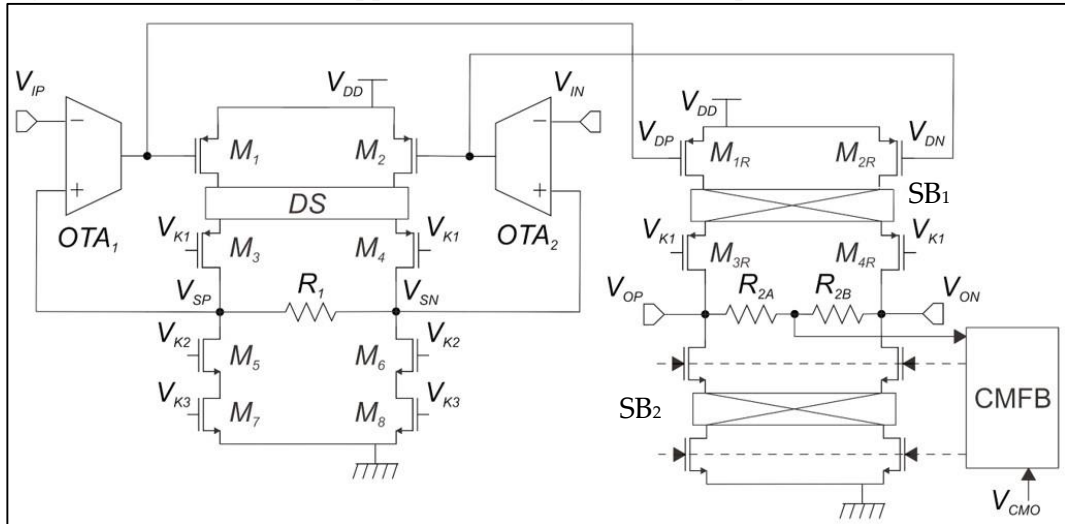 V_IP
V_DD
V_IN
V_DD
V_DP
V_DN
M_1
M_2
M_1R
M_2R
SB_1
DS
OTA_1
V_K1
M_3
M_4
V_K1
OTA_2
V_K1
M_3R
M_4R
V_K1
V_SP
R_1
V_SN
V_OP
R_2A
R_2B
V_ON
V_K2
M_5
M_6
V_K2
V_K3
M_7
M_8
V_K3
SB_2
CMFB
V_CMO